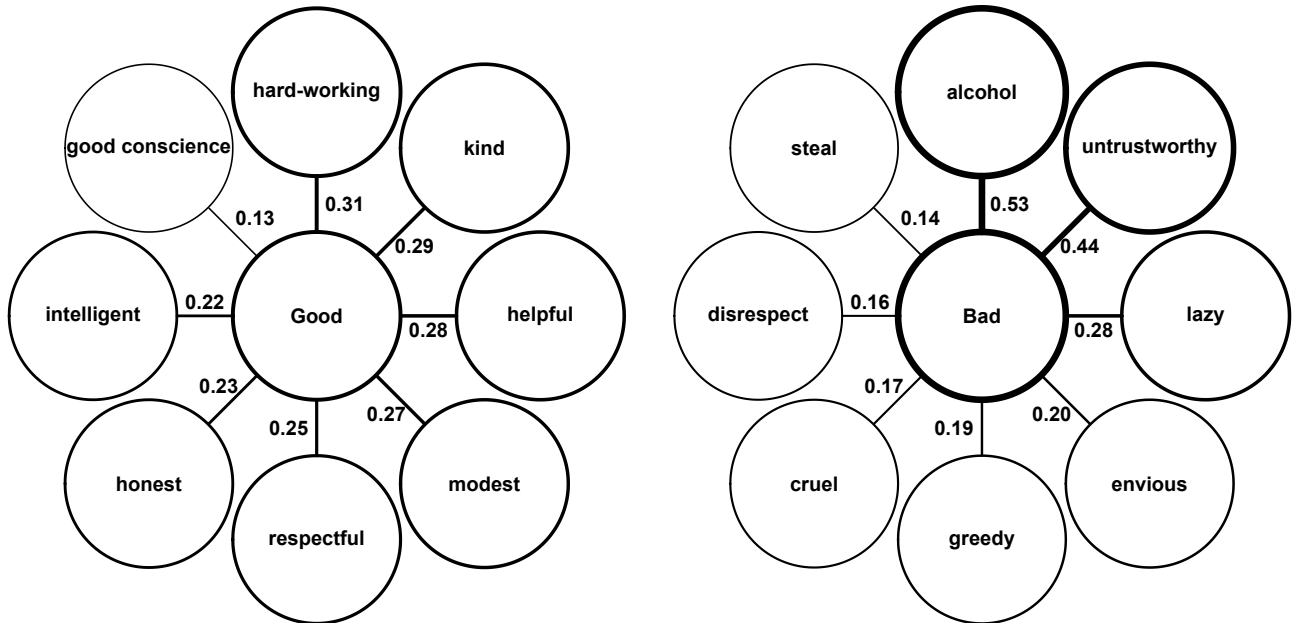 hard-working
kind
good conscience
0.31
0.13
0.29
intelligent
0.22
Good
0.28
helpful
0.23
0.27
0.25
honest
modest
respectful
alcohol
untrustworthy
steal
0.53
0.14
0.44
disrespect
0.16
Bad
0.28
lazy
0.17
0.20
0.19
cruel
envious
greedy